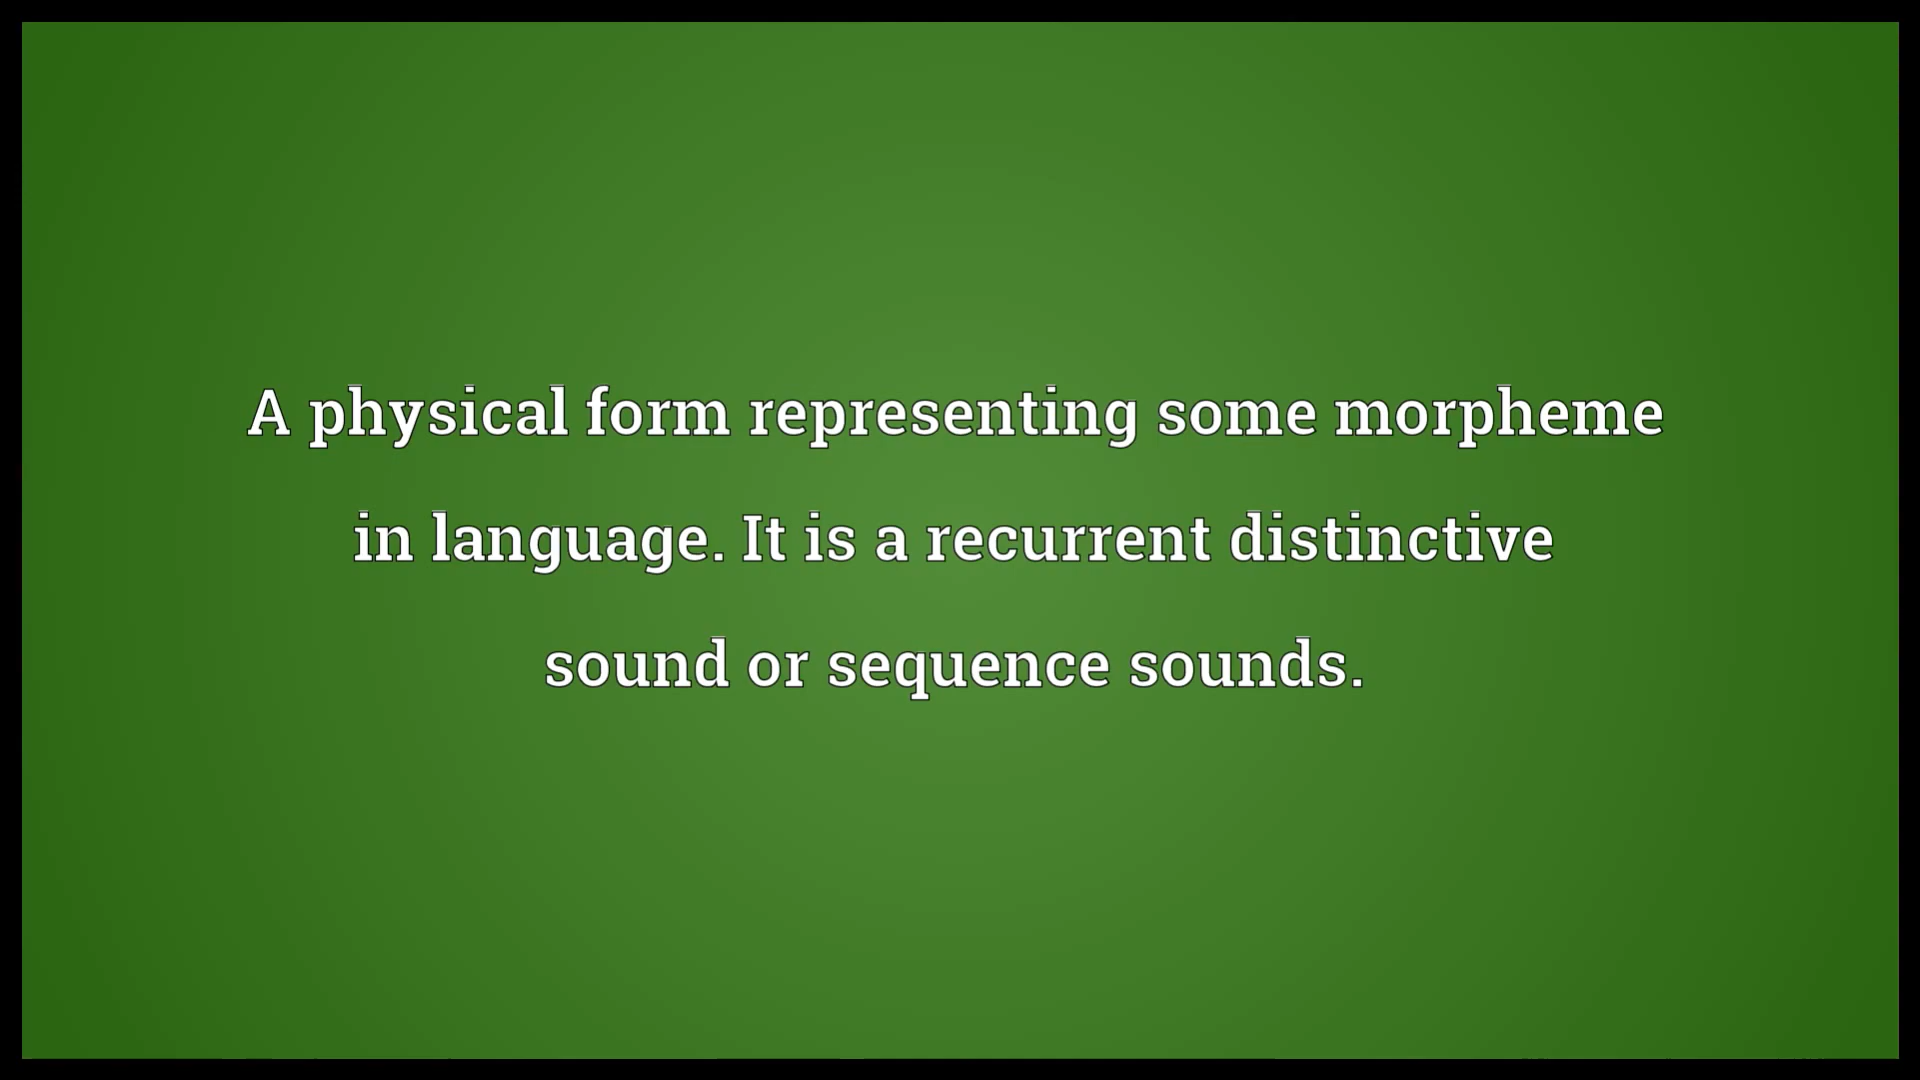 A physical form representing some morpheme
in language. It is a recurrent distinctive
sound or sequence sounds.